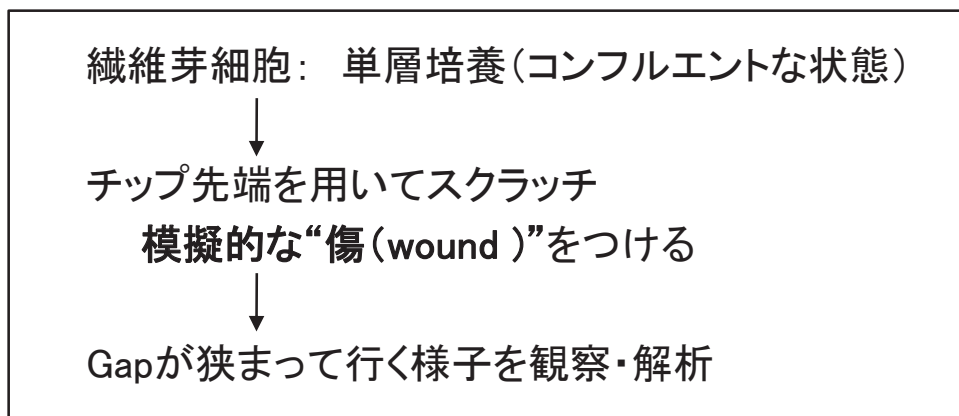 繊維芽細胞： 単層培養（コンフルエントな状態）
チップ先端を用いてスクラッチ
模擬的な“傷（wound ）”をつける
Gapが狭まって行く様子を観察・解析